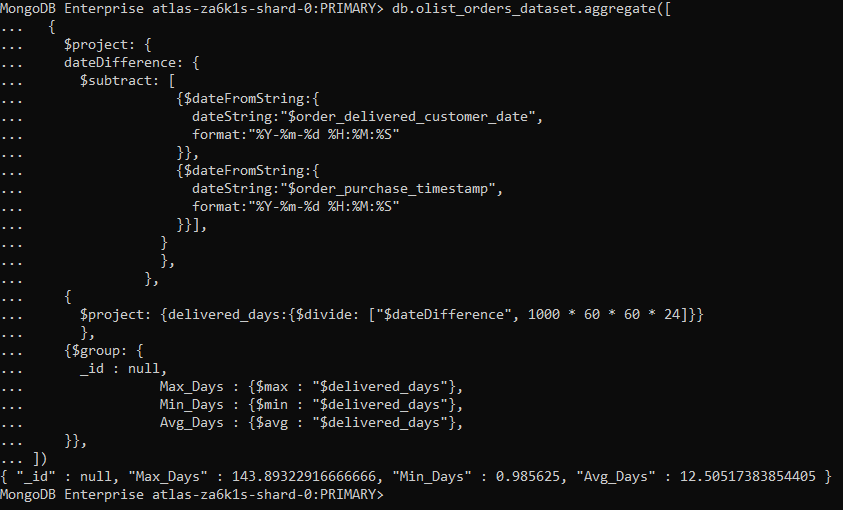 MongoDB Enterprise atlas-za6k1s-shard-0:PRIMARY> db.olist_orders_dataset.aggregate([
...    {
...      $project: {
...      dateDifference: {
...        $subtract: [
...                    {$dateFromString:{
...                      dateString:"$order_delivered_customer_date",
...                      format:"%Y-%m-%d %H:%M:%S"
...                    }},
...                    {$dateFromString:{
...                      dateString:"$order_purchase_timestamp",
...                      format:"%Y-%m-%d %H:%M:%S"
...                    }}],
...                  }
...                  },
...                },
...      {
...        $project: {delivered_days:{$divide: ["$dateDifference", 1000 * 60 * 60 * 24]}}
...        },
...      {$group: {
...        _id : null,
...                  Max_Days : {$max : "$delivered_days"},
...                  Min_Days : {$min : "$delivered_days"},
...                  Avg_Days : {$avg : "$delivered_days"},
...      }},
... ])
{ "_id" : null, "Max_Days" : 143.89322916666666, "Min_Days" : 0.985625, "Avg_Days" : 12.50517383854405 }
MongoDB Enterprise atlas-za6k1s-shard-0:PRIMARY>